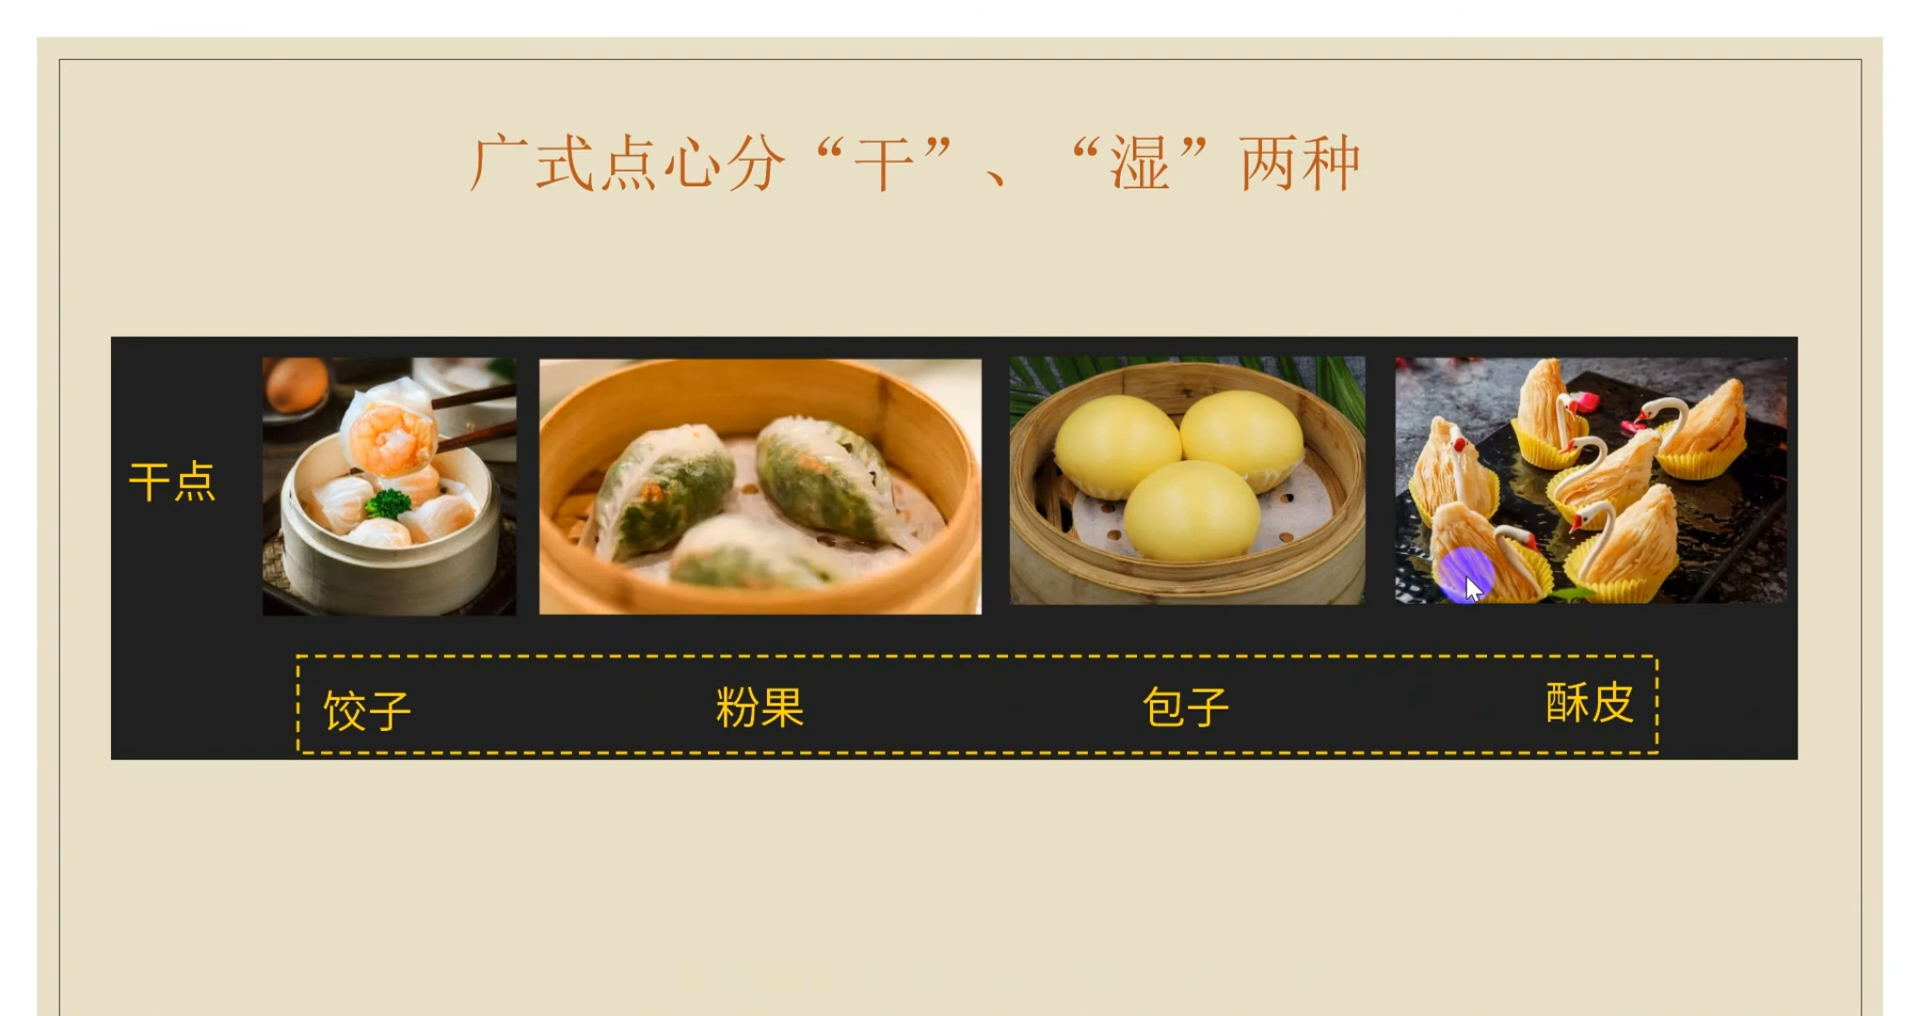 广式点心分“干”、“湿”两种
干点
饺子 粉果 包子 酥皮